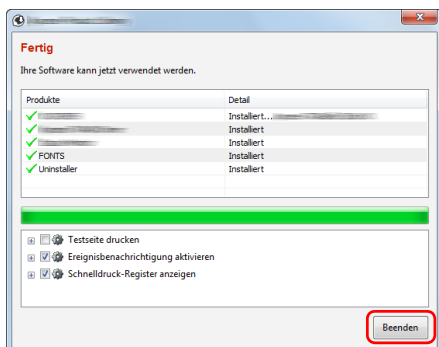 Fertig
Ihre Software kann jetzt verwendet werden.
Produkte Detail
Installiert...
Installiert
Installiert
FONTS Installiert
Uninstaller Installiert
Testseite drucken
Ereignisbenachrichtigung aktivieren
Schnelldruck-Register anzeigen
Beenden